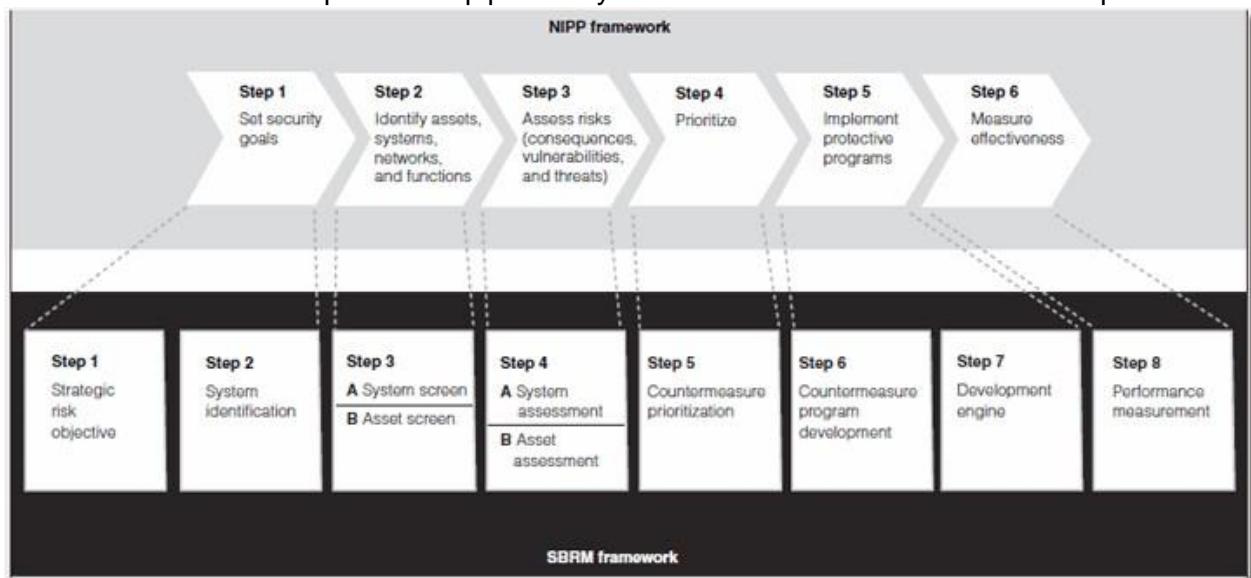 NIPP framework
Step 1
Set security
goals
Step 2
Identify assets,
systems,
networks,
and functions
Step 3
Assess risks
(consequences,
vulnerabilities,
and threats)
Step 4
Prioritize
Step 5
Implement
protective
programs
Step 6
Measure
effectiveness
Step 1
Strategic
risk
objective
Step 2
System
identification
Step 3
A System screen
B Asset screen
Step 4
A System
assessment
B Asset
assessment
Step 5
Countermeasure
prioritization
Step 6
Countermeasure
program
development
Step 7
Development
engine
Step 8
Performance
measurement
SBRM framework